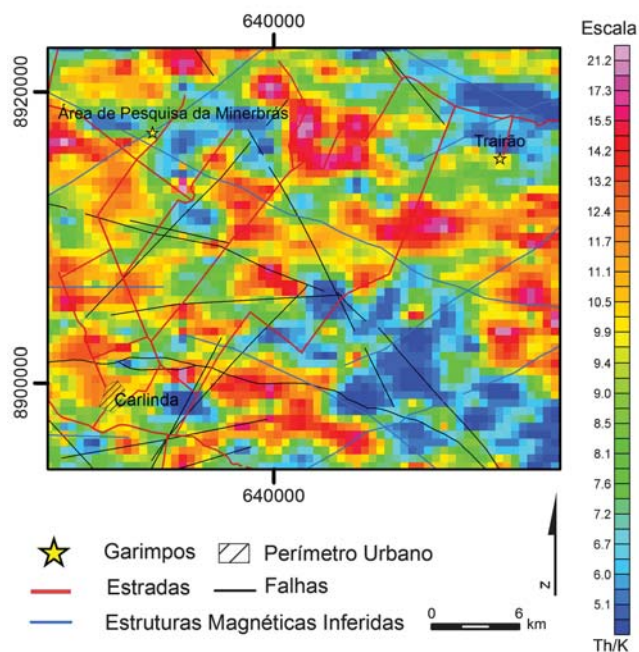 640000
Escala
8920000
8900000
Área de Pesquisa da Minerbrás
Trairão
Carlinda
640000
21.2
17.3
15.5
14.2
13.2
12.4
11.7
11.1
10.5
9.9
9.4
9.0
8.5
8.1
7.6
7.2
6.7
6.0
5.1
Th/K
Garimpos
Perímetro Urbano
Estradas
Falhas
Estruturas Magnéticas Inferidas
0 6
km
N